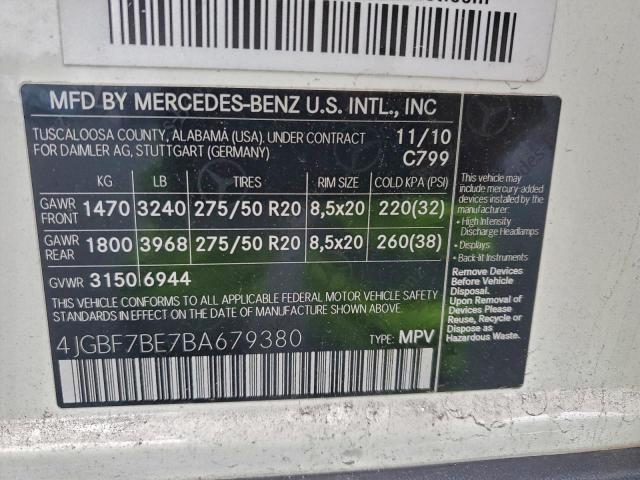 MFD BY MERCEDES-BENZ U.S. INTL., INC
TUSCALOOSA COUNTY, ALABAMA (USA). UNDER CONTRACT 11/10
FOR DAIMLER AG, STUTTGART (GERMANY) C799
KG LB TIRES RIM SIZE COLD KPA (PSI)
GAWR FRONT 1470 3240 275/50 R20 8,5x20 220(32)
GAWR REAR 1800 3968 275/50 R20 8,5x20 260(38)
GVWR 3150 6944
THIS VEHICLE CONFORMS TO ALL APPLICABLE FEDERAL MOTOR VEHICLE SAFETY
STANDARDS IN EFFECT ON THE DATE OF MANUFACTURE SHOWN ABOVE
4JGBF7BE7BA679380 TYPE: MPV
This vehicle may
include mercury-added
devices installed by the
manufacturer:
• High Intensity
Discharge Headlamps
• Displays
• Back-lit Instruments
Remove Devices
Before Vehicle
Disposal.
Upon Removal of
Devices Please
Reuse, Recycle
or Dispose as
Hazardous Waste.